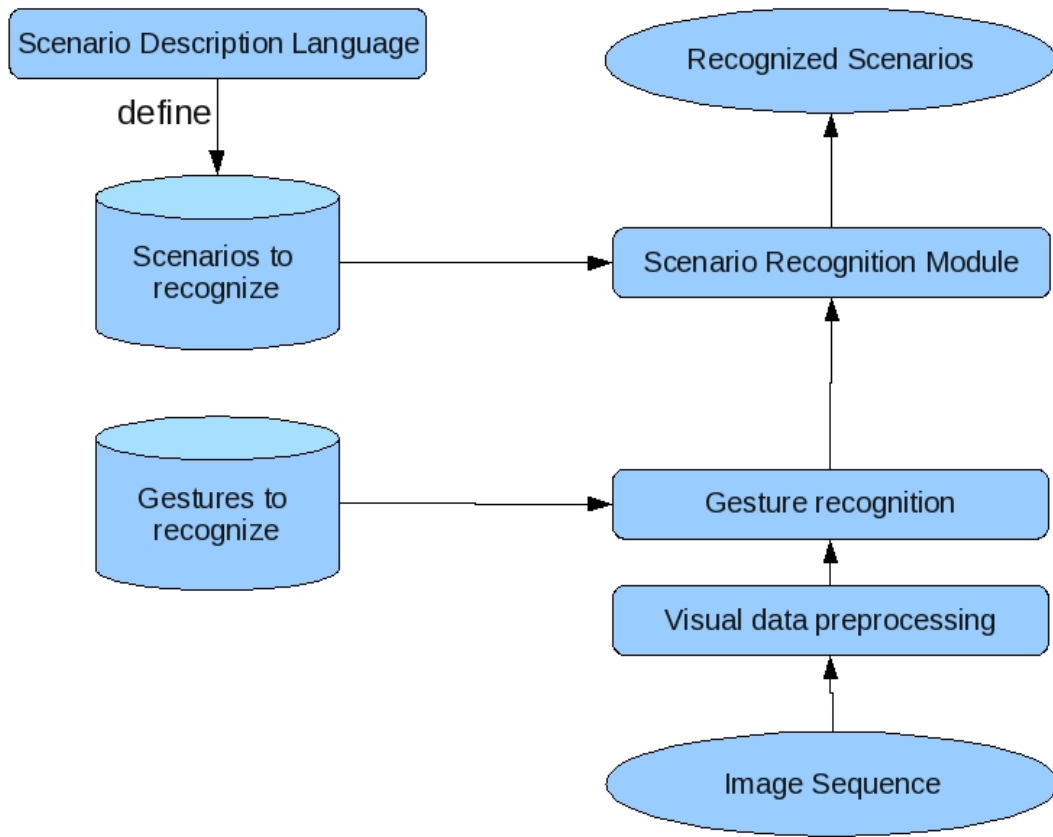 Scenario Description Language
Recognized Scenarios
define
Scenarios to
recognize
Scenario Recognition Module
Gestures to
recognize
Gesture recognition
Visual data preprocessing
Image Sequence